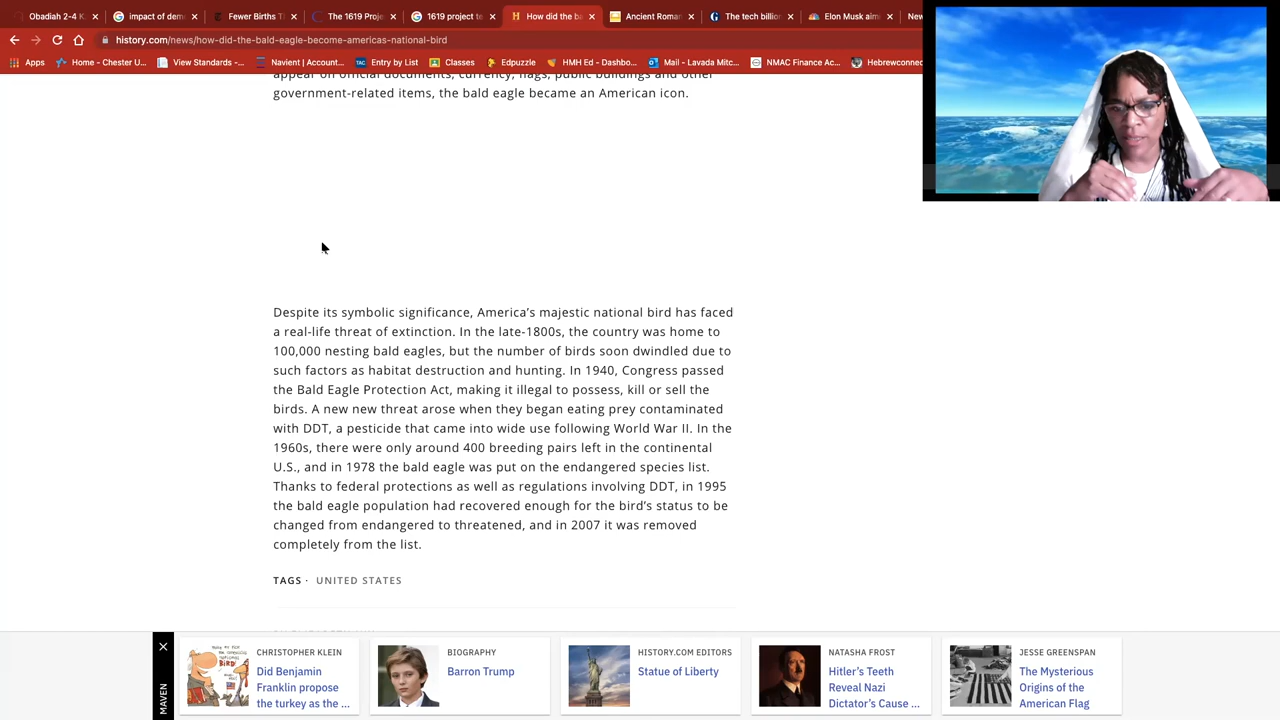 Obadiah 2-4 K
impact of dem
Fewer Births T
The 1619 Proje
1619 project te
How did the ba
Ancient Roman
The tech billion
Elon Musk aim
New
history.com/news/how-did-the-bald-eagle-become-americas-national-bird
Apps
Home - Chester U...
View Standards -...
Navient | Account...
Entry by List
Classes
Edpuzzle
HMH Ed - Dashbo...
Mail - Lavada Mitc...
NMAC Finance Ac...
Hebrewconnec
appear on official documents, currency, flags, public buildings and other
government-related items, the bald eagle became an American icon.
Despite its symbolic significance, America's majestic national bird has faced
a real-life threat of extinction. In the late-1800s, the country was home to
100,000 nesting bald eagles, but the number of birds soon dwindled due to
such factors as habitat destruction and hunting. In 1940, Congress passed
the Bald Eagle Protection Act, making it illegal to possess, kill or sell the
birds. A new new threat arose when they began eating prey contaminated
with DDT, a pesticide that came into wide use following World War II. In the
1960s, there were only around 400 breeding pairs left in the continental
U.S., and in 1978 the bald eagle was put on the endangered species list.
Thanks to federal protections as well as regulations involving DDT, in 1995
the bald eagle population had recovered enough for the bird's status to be
changed from endangered to threatened, and in 2007 it was removed
completely from the list.
TAGS · UNITED STATES
MAVEN
CHRISTOPHER KLEIN
Did Benjamin
Franklin propose
the turkey as the ...
BIOGRAPHY
Barron Trump
HISTORY.COM EDITORS
Statue of Liberty
NATASHA FROST
Hitler's Teeth
Reveal Nazi
Dictator's Cause ...
JESSE GREENSPAN
The Mysterious
Origins of the
American Flag